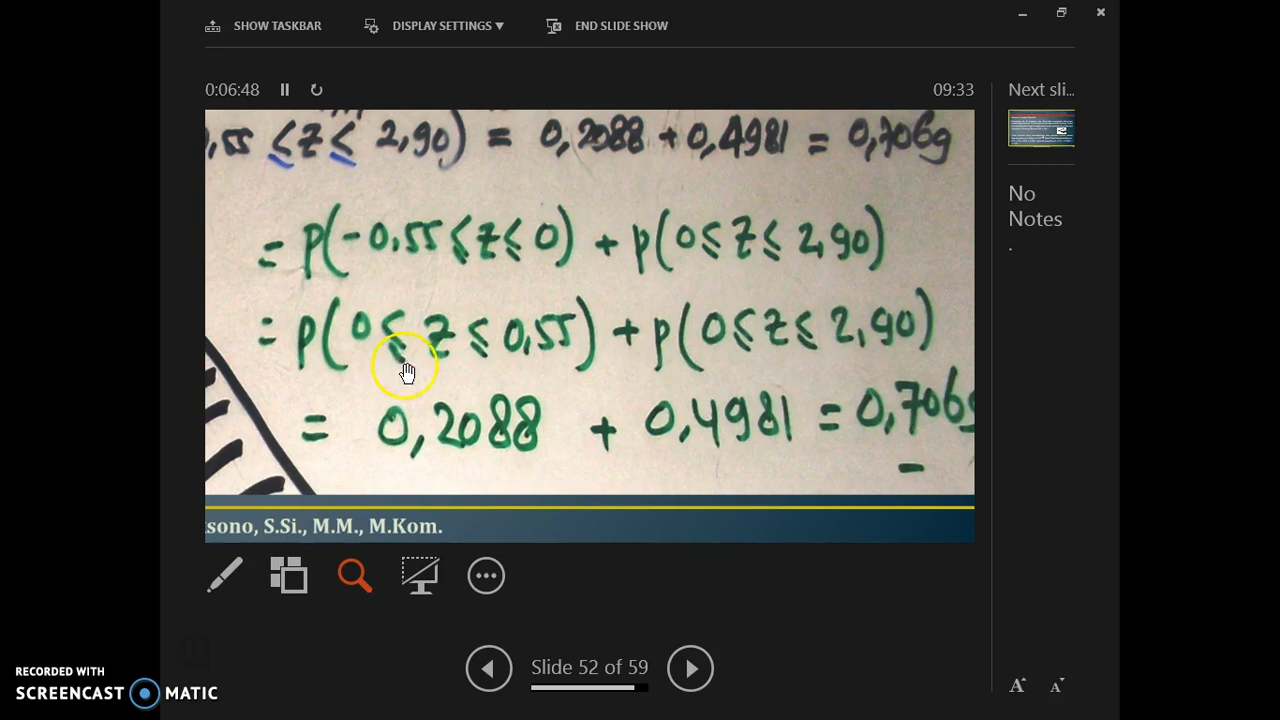 SHOW TASKBAR DISPLAY SETTINGS ▼ END SLIDE SHOW
0:06:48 09:33 Next sli...
,55 ≤ z ≤ 2,90) = 0,2088 + 0,4981 = 0,7069
= p(-0,55 ≤ z ≤ 0) + p(0 ≤ z ≤ 2,90)
= p(0 ≤ z ≤ 0,55) + p(0 ≤ z ≤ 2,90)
= 0,2088 + 0,4981 = 0,7069
sono, S.Si., M.M., M.Kom.
No
Notes
.
Slide 52 of 59
A A
RECORDED WITH
SCREENCAST MATIC